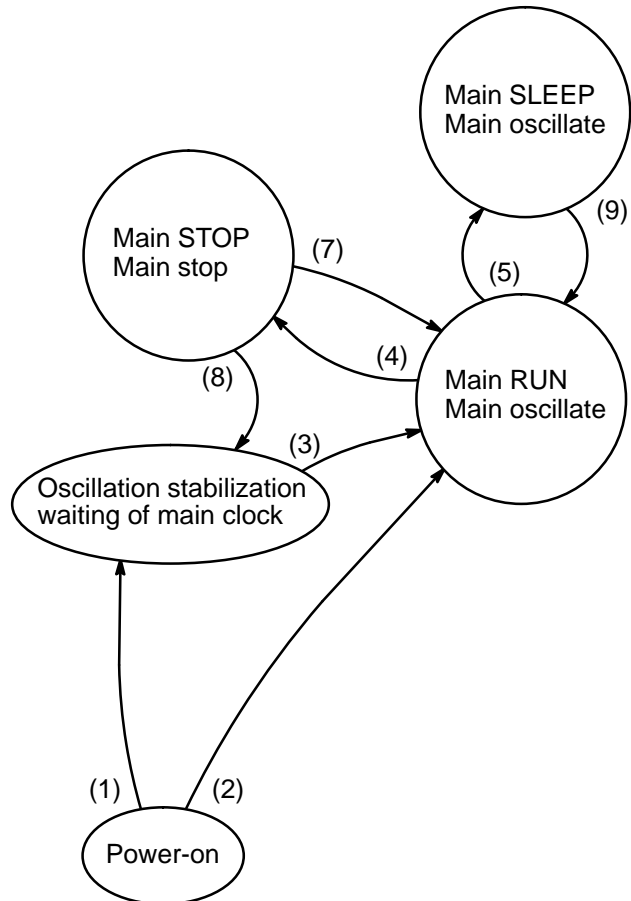 Main SLEEP
Main oscillate
(9)
Main STOP
Main stop
(7)
(5)
(4)
(8)
Main RUN
Main oscillate
(3)
Oscillation stabilization
waiting of main clock
(1)
(2)
Power-on